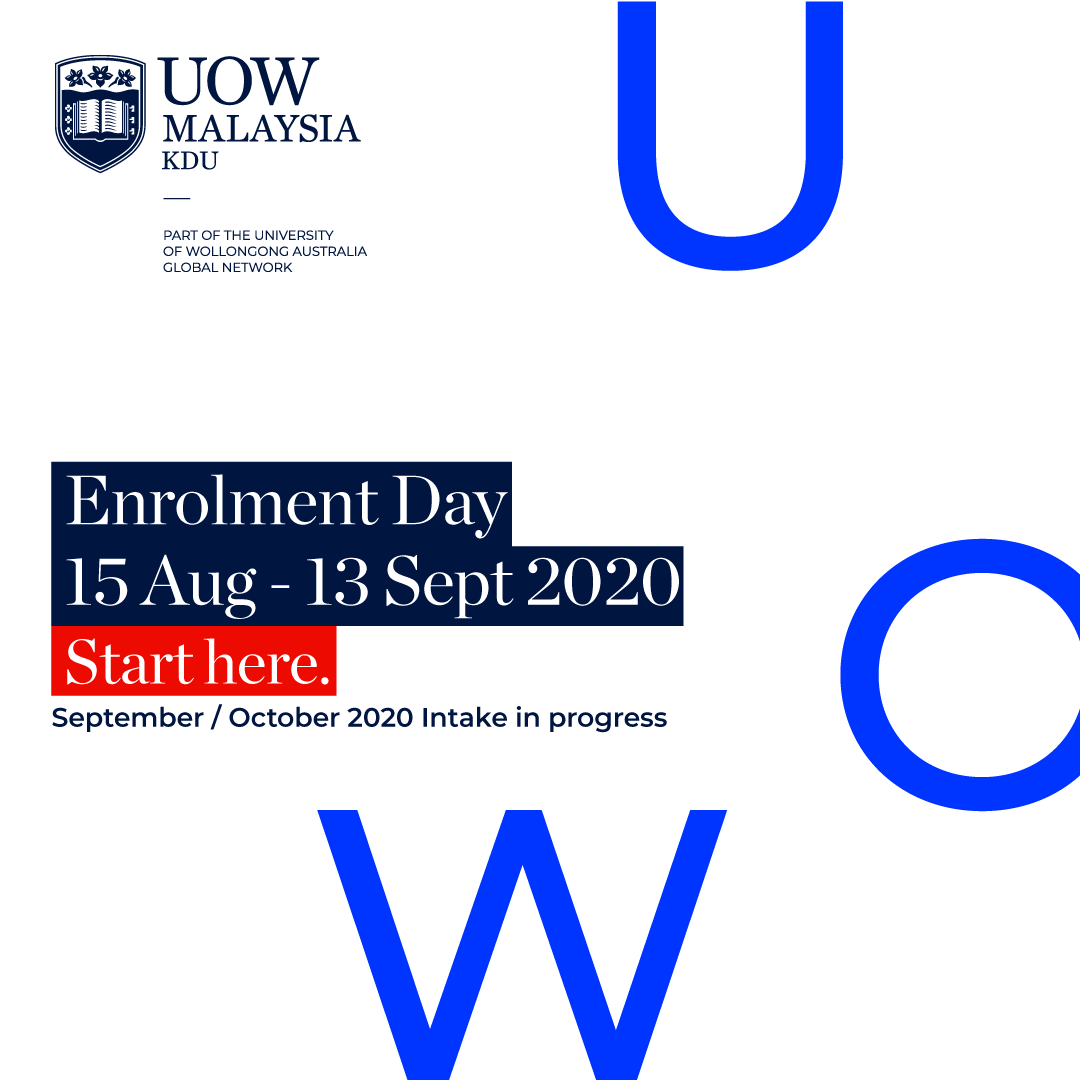 UOW
MALAYSIA
KDU
PART OF THE UNIVERSITY
OF WOLLONGONG AUSTRALIA
GLOBAL NETWORK
U
Enrolment Day
15 Aug - 13 Sept 2020
Start here.
September / October 2020 Intake in progress
O
W